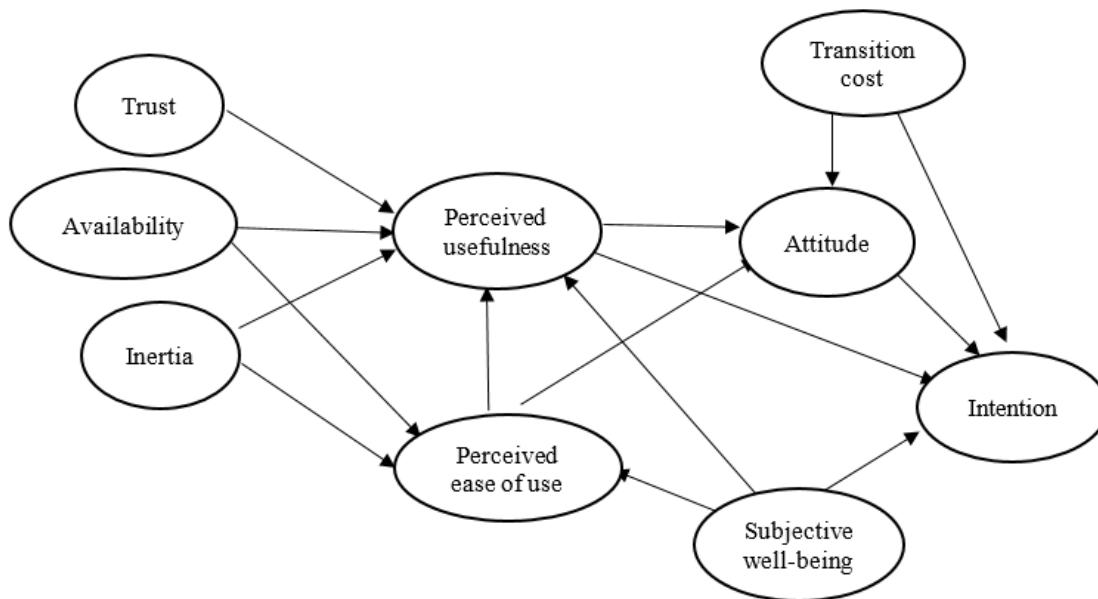 Transition
cost
Trust
Availability
Perceived
usefulness
Attitude
Inertia
Intention
Perceived
ease of use
Subjective
well-being